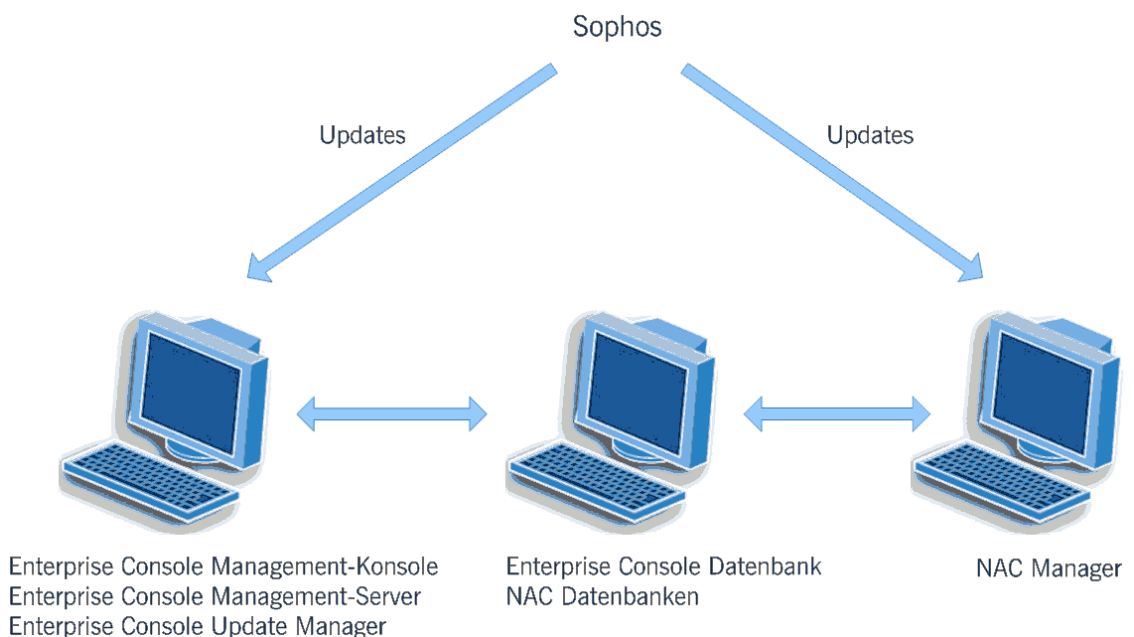 Sophos
Updates
Updates
Enterprise Console Management-Konsole
Enterprise Console Management-Server
Enterprise Console Update Manager
Enterprise Console Datenbank
NAC Datenbanken
NAC Manager